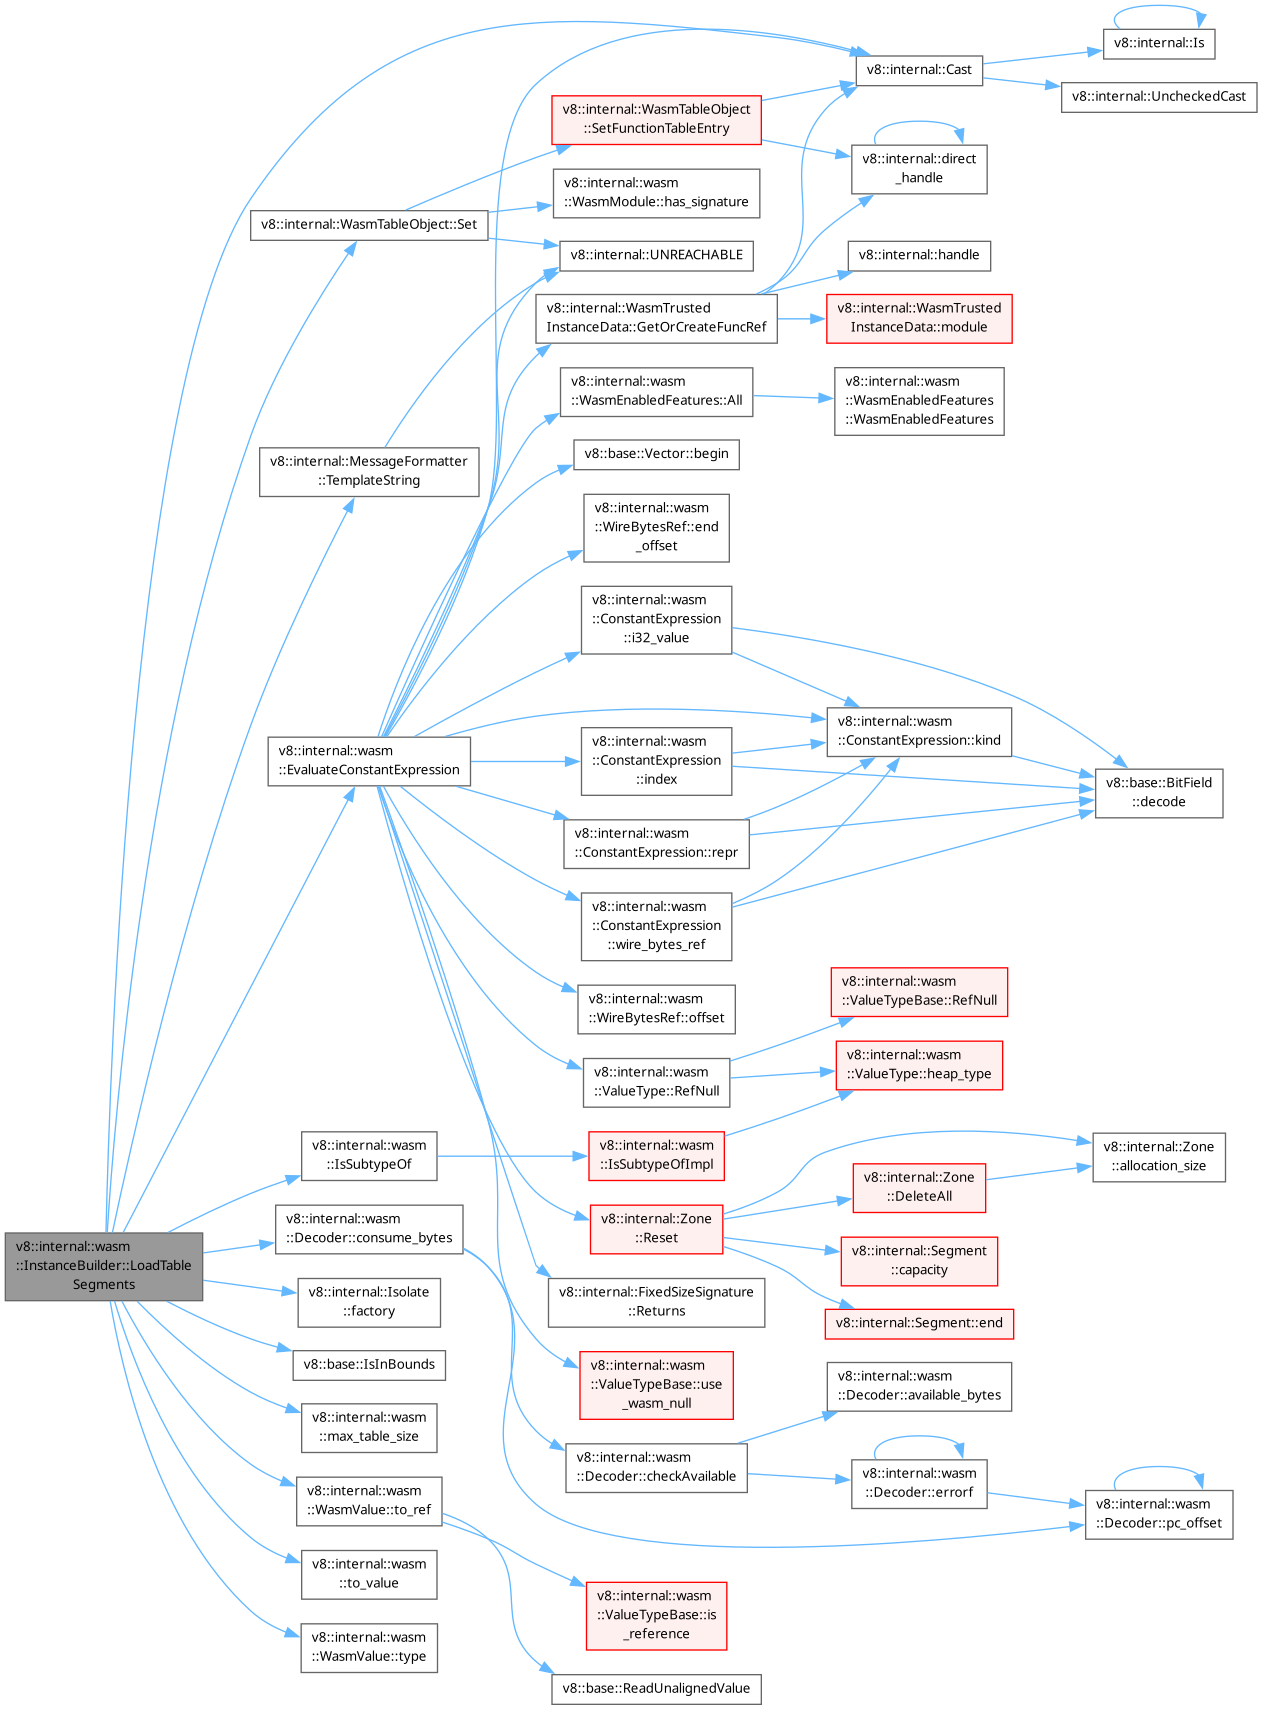 v8::internal::wasm
::InstanceBuilder::LoadTable
Segments
v8::internal::Cast
v8::internal::Is
v8::internal::UncheckedCast
v8::internal::WasmTableObject::Set
v8::internal::WasmTableObject
::SetFunctionTableEntry
v8::internal::direct
_handle
v8::internal::wasm
::WasmModule::has_signature
v8::internal::UNREACHABLE
v8::internal::MessageFormatter
::TemplateString
v8::internal::wasm
::EvaluateConstantExpression
v8::internal::WasmTrusted
InstanceData::GetOrCreateFuncRef
v8::internal::handle
v8::internal::WasmTrusted
InstanceData::module
v8::internal::wasm
::WasmEnabledFeatures::All
v8::internal::wasm
::WasmEnabledFeatures
::WasmEnabledFeatures
v8::base::Vector::begin
v8::internal::wasm
::WireBytesRef::end
_offset
v8::internal::wasm
::ConstantExpression
::i32_value
v8::internal::wasm
::ConstantExpression::kind
v8::base::BitField
::decode
v8::internal::wasm
::ConstantExpression
::index
v8::internal::wasm
::ConstantExpression::repr
v8::internal::wasm
::ConstantExpression
::wire_bytes_ref
v8::internal::wasm
::WireBytesRef::offset
v8::internal::wasm
::ValueType::RefNull
v8::internal::wasm
::ValueTypeBase::RefNull
v8::internal::wasm
::ValueType::heap_type
v8::internal::wasm
::IsSubtypeOf
v8::internal::wasm
::IsSubtypeOfImpl
v8::internal::Zone
::Reset
v8::internal::Zone
::DeleteAll
v8::internal::Zone
::allocation_size
v8::internal::Segment
::capacity
v8::internal::Segment::end
v8::internal::FixedSizeSignature
::Returns
v8::internal::wasm
::ValueTypeBase::use
_wasm_null
v8::internal::wasm
::Decoder::consume_bytes
v8::internal::wasm
::Decoder::checkAvailable
v8::internal::wasm
::Decoder::available_bytes
v8::internal::wasm
::Decoder::errorf
v8::internal::wasm
::Decoder::pc_offset
v8::internal::Isolate
::factory
v8::base::IsInBounds
v8::internal::wasm
::max_table_size
v8::internal::wasm
::WasmValue::to_ref
v8::internal::wasm
::ValueTypeBase::is
_reference
v8::base::ReadUnalignedValue
v8::internal::wasm
::to_value
v8::internal::wasm
::WasmValue::type